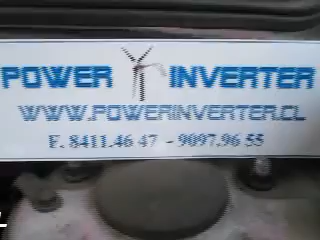 POWER INVERTER
WWW.POWERINVERTER.CL
F. 8411.46 47 - 9097.96 55